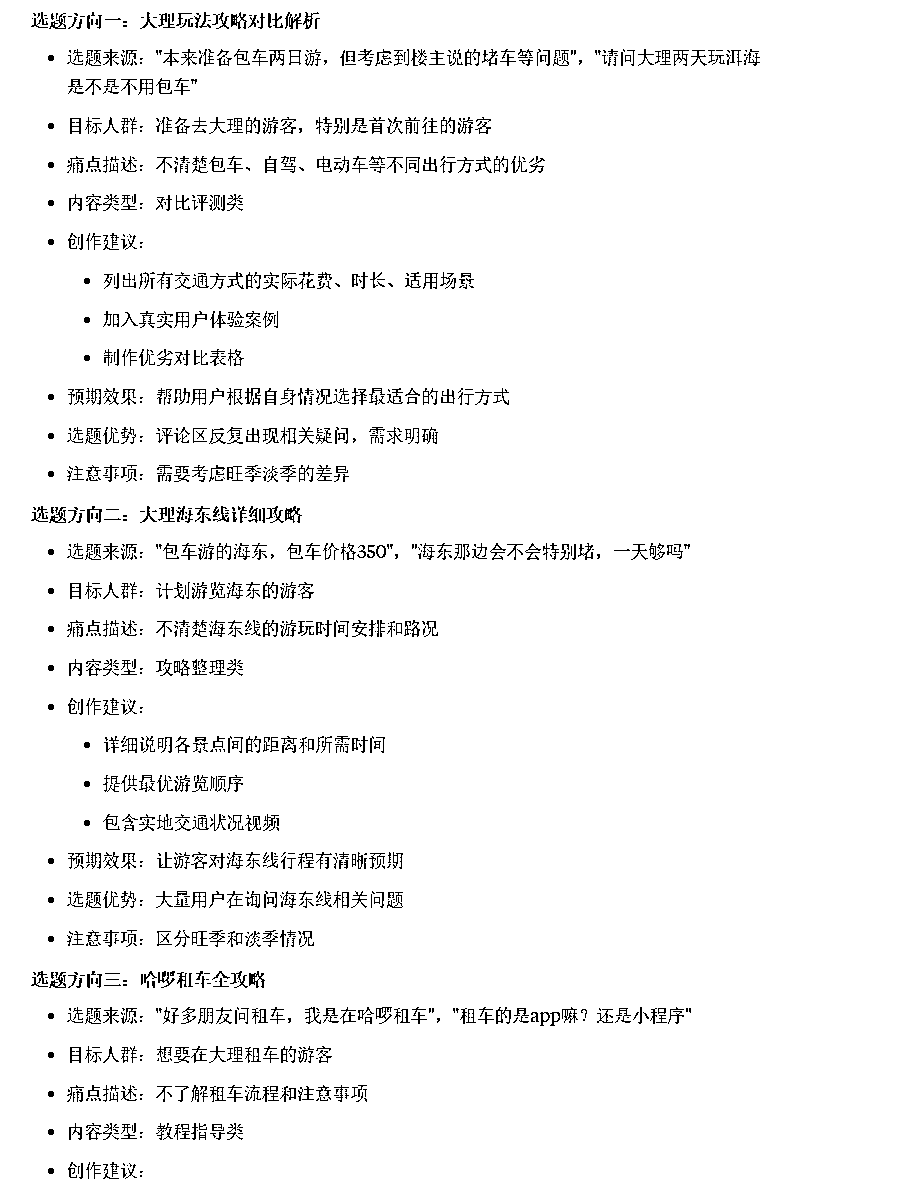 选题方向一：大理玩法攻略对比解析
• 选题来源："本来准备包车两日游，但考虑到楼主说的堵车等问题"，"请问大理两天玩洱海
是不是不用包车"
• 目标人群：准备去大理的游客，特别是首次前往的游客
• 痛点描述：不清楚包车、自驾、电动车等不同出行方式的优劣
• 内容类型：对比评测类
• 创作建议：
• 列出所有交通方式的实际花费、时长、适用场景
• 加入真实用户体验案例
• 制作优劣对比表格
• 预期效果：帮助用户根据自身情况选择最适合的出行方式
• 选题优势：评论区反复出现相关疑问，需求明确
• 注意事项：需要考虑旺季淡季的差异
选题方向二：大理海东线详细攻略
• 选题来源："包车游的海东，包车价格350"，"海东那边会不会特别堵，一天够吗"
• 目标人群：计划游览海东的游客
• 痛点描述：不清楚海东线的游玩时间安排和路况
• 内容类型：攻略整理类
• 创作建议：
• 详细说明各景点间的距离和所需时间
• 提供最优游览顺序
• 包含实地交通状况视频
• 预期效果：让游客对海东线行程有清晰预期
• 选题优势：大量用户在询问海东线相关问题
• 注意事项：区分旺季和淡季情况
选题方向三：哈啰租车全攻略
• 选题来源："好多朋友问租车，我是在哈啰租车"，"租车的是app嘛？还是小程序"
• 目标人群：想要在大理租车的游客
• 痛点描述：不了解租车流程和注意事项
• 内容类型：教程指导类
• 创作建议：